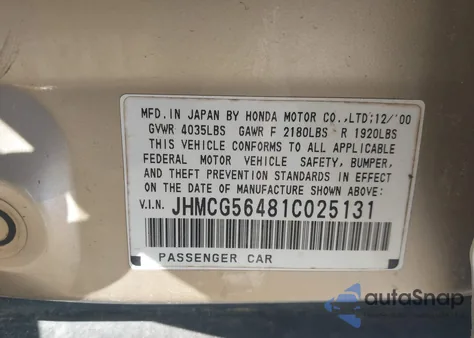 MFD. IN JAPAN BY HONDA MOTOR CO.,LTD;12/'00
GVWR 4035LBS GAWR F 2180LBS R 1920LBS
THIS VEHICLE CONFORMS TO ALL APPLICABLE
FEDERAL MOTOR VEHICLE SAFETY, BUMPER,
AND THEFT PREVENTION STANDARDS IN EFFECT
ON THE DATE OF MANUFACTURE SHOWN ABOVE:
V.I.N. JHMCG56481C025131
PASSENGER CAR
autoSnap